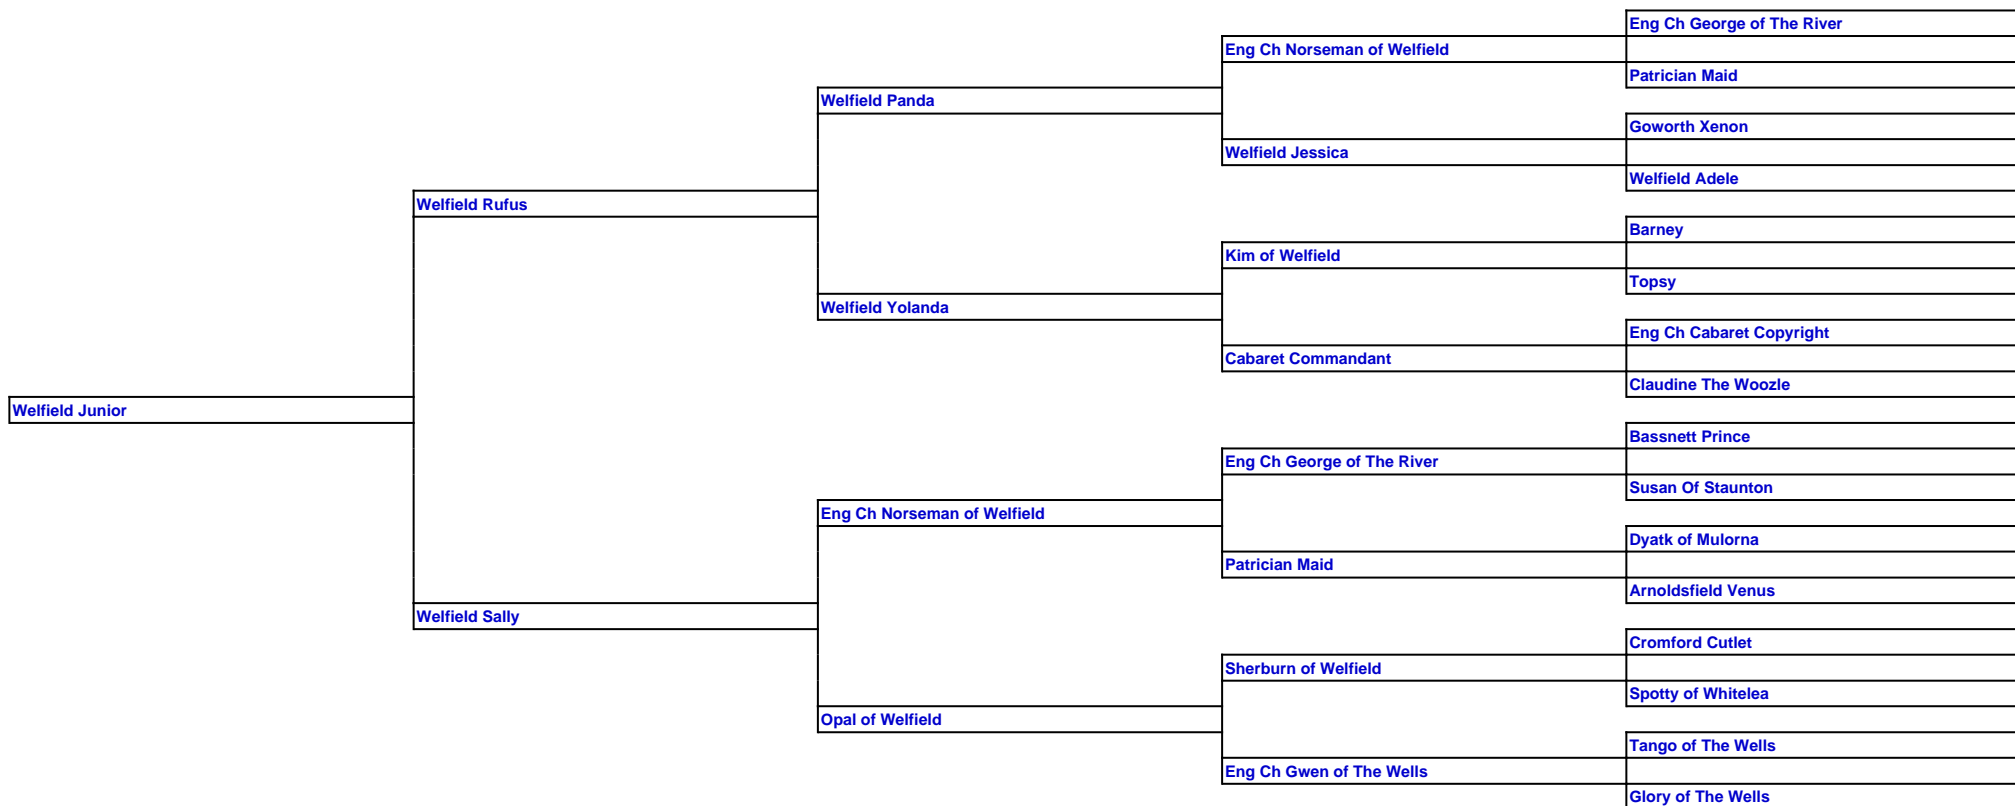 Eng Ch George of The River
Eng Ch Norseman of Welfield
Patrician Maid
Welfield Panda
Goworth Xenon
Welfield Jessica
Welfield Adele
Welfield Rufus
Barney
Kim of Welfield
Topsy
Welfield Yolanda
Eng Ch Cabaret Copyright
Cabaret Commandant
Claudine The Woozle
Welfield Junior
Bassnett Prince
Eng Ch George of The River
Susan Of Staunton
Eng Ch Norseman of Welfield
Dyatk of Mulorna
Patrician Maid
Arnoldsfield Venus
Welfield Sally
Cromford Cutlet
Sherburn of Welfield
Spotty of Whitelea
Opal of Welfield
Tango of The Wells
Eng Ch Gwen of The Wells
Glory of The Wells